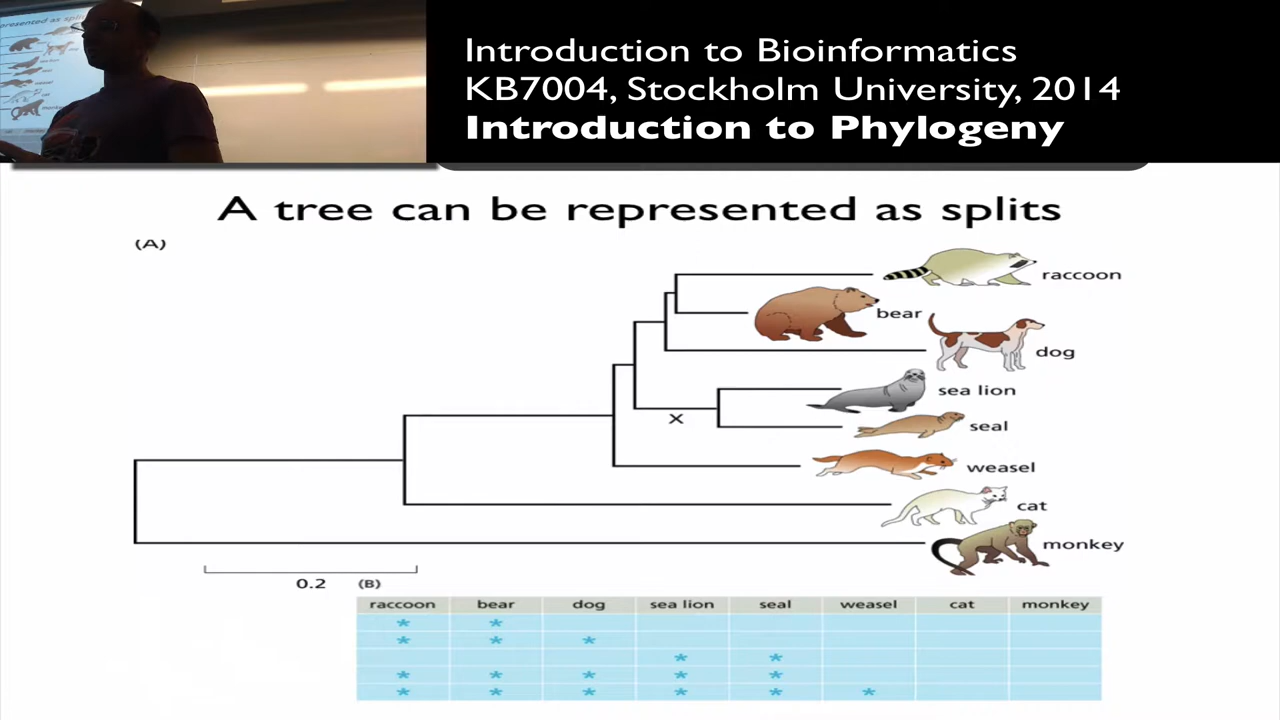 Introduction to Bioinformatics
KB7004, Stockholm University, 2014
Introduction to Phylogeny
A tree can be represented as splits
(A)
raccoon
bear
dog
sea lion
x
seal
weasel
cat
monkey
0.2 (B)
raccoon bear dog sea lion seal weasel cat monkey
* *
* * *
* *
* * * * *
* * * * * *